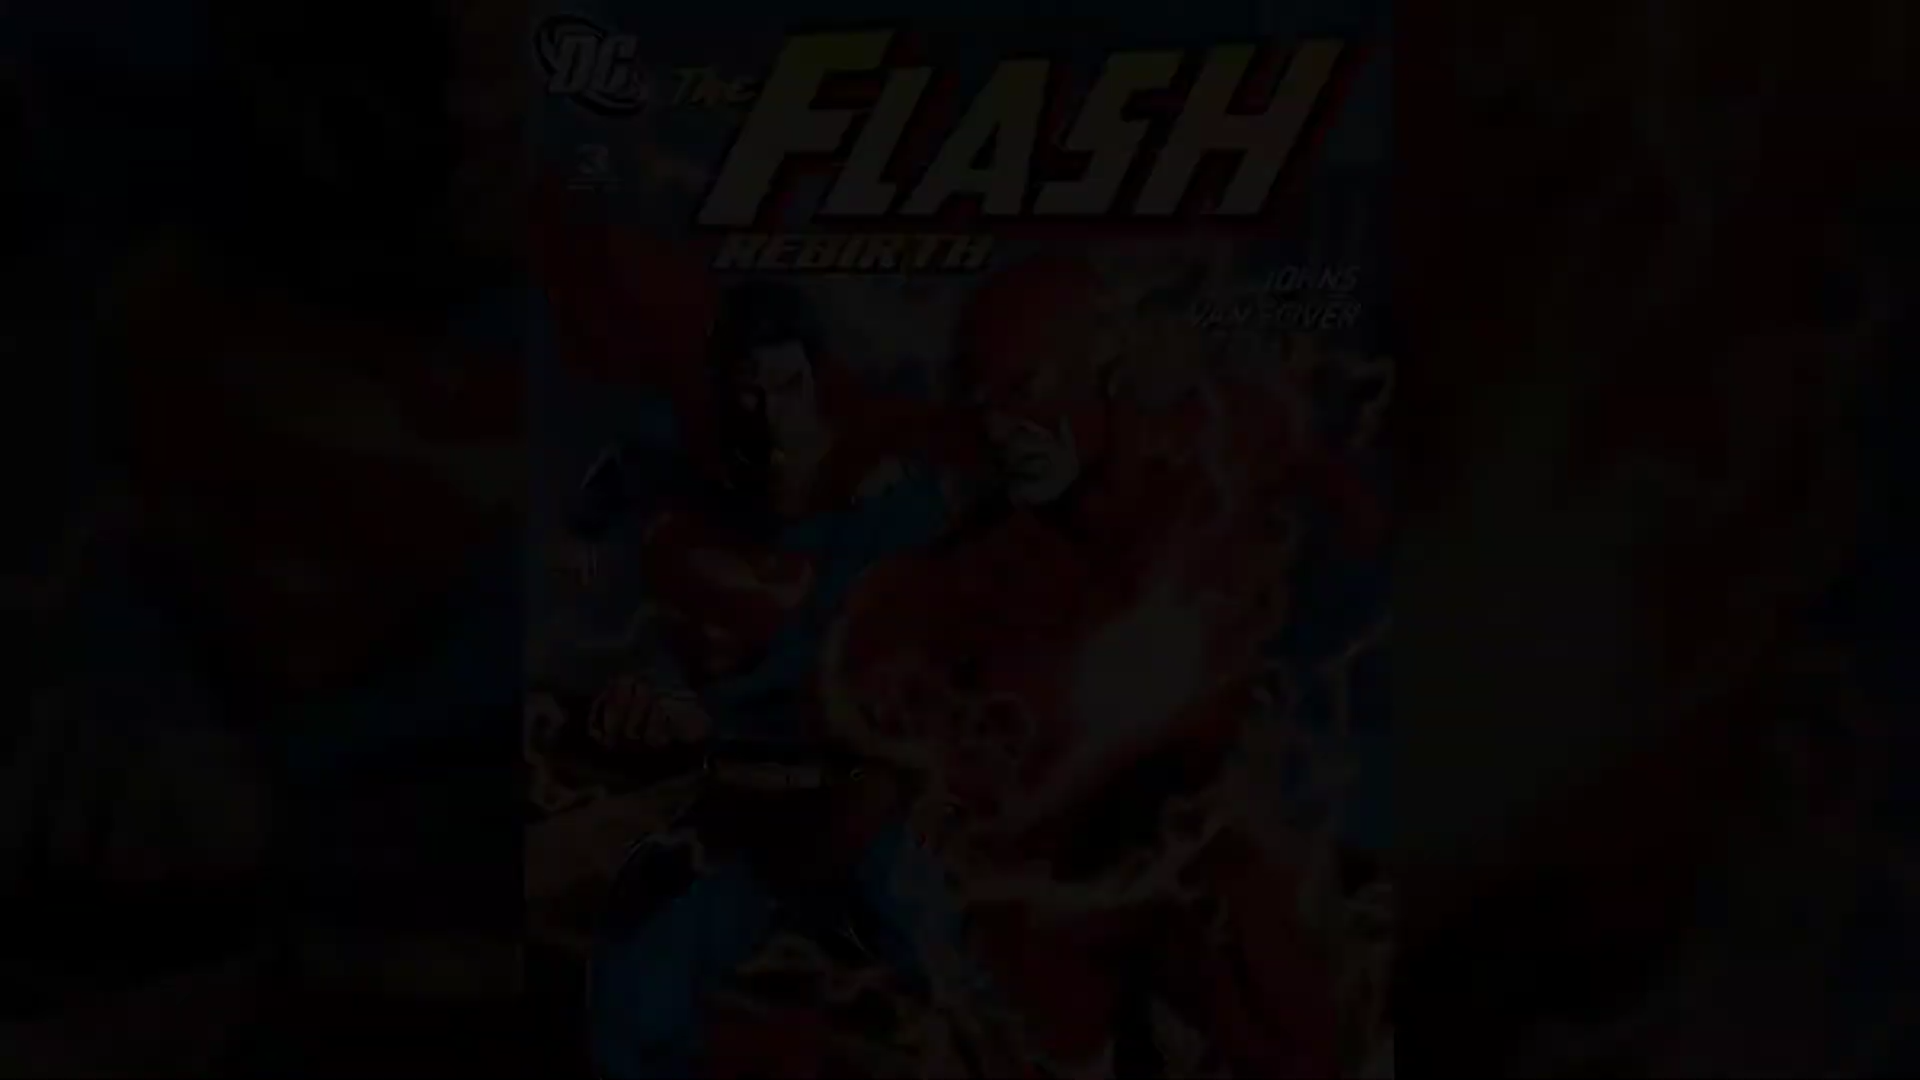 DC
The FLASH
3
REBIRTH
JOHNS
VAN SCIVER